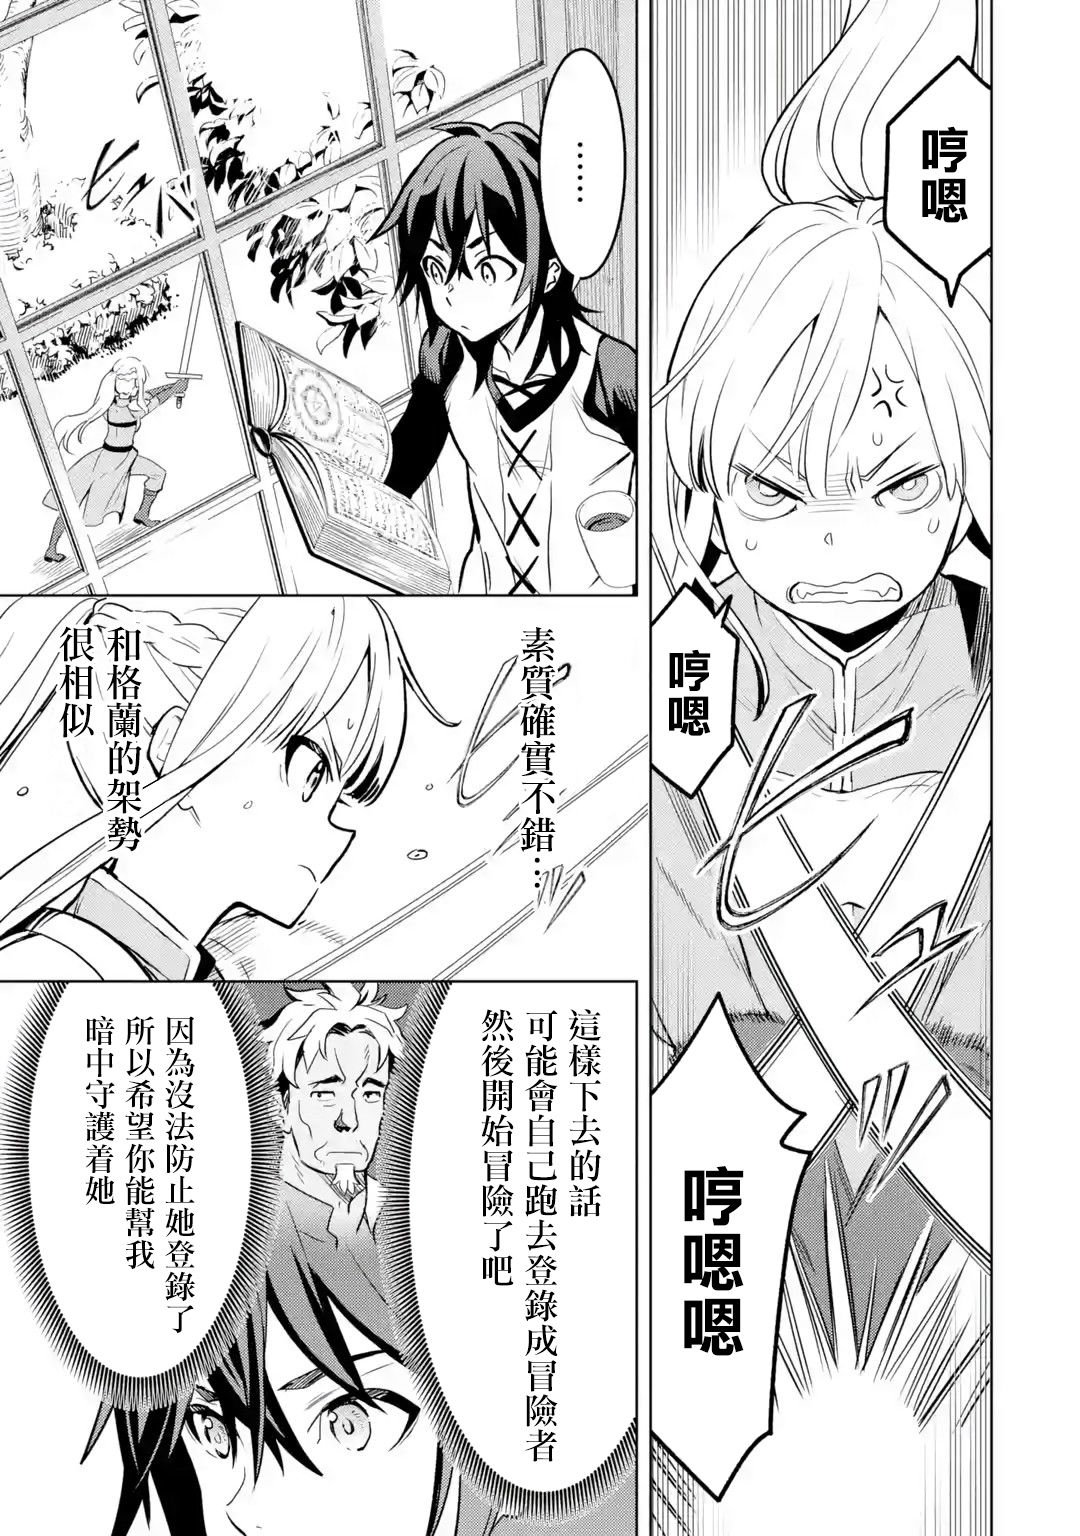 哼
嗯
哼
嗯
哼
嗯
嗯
……
素質確實不錯…
和格蘭的架勢
很相似
這樣下去的話
可能會自己跑去登錄成冒險者
然後開始冒險了吧
因為沒法防止她登錄了
所以希望你能幫我
暗中守護着她